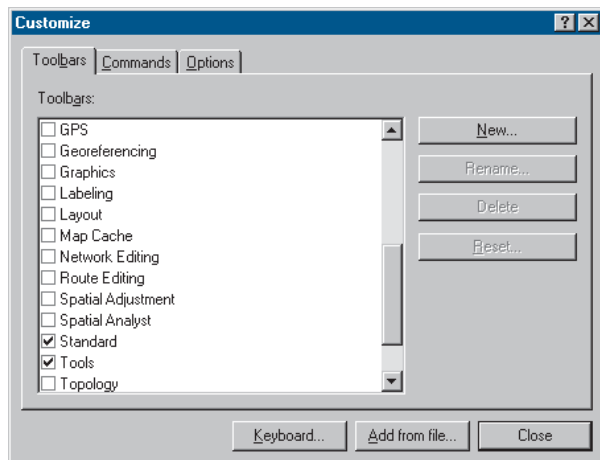 Customize
Toolbars Commands Options
Toolbars:
GPS
Georeferencing
Graphics
Labeling
Layout
Map Cache
Network Editing
Route Editing
Spatial Adjustment
Spatial Analyst
Standard
Tools
Topology
New...
Rename...
Delete
Reset...
Keyboard... Add from file... Close